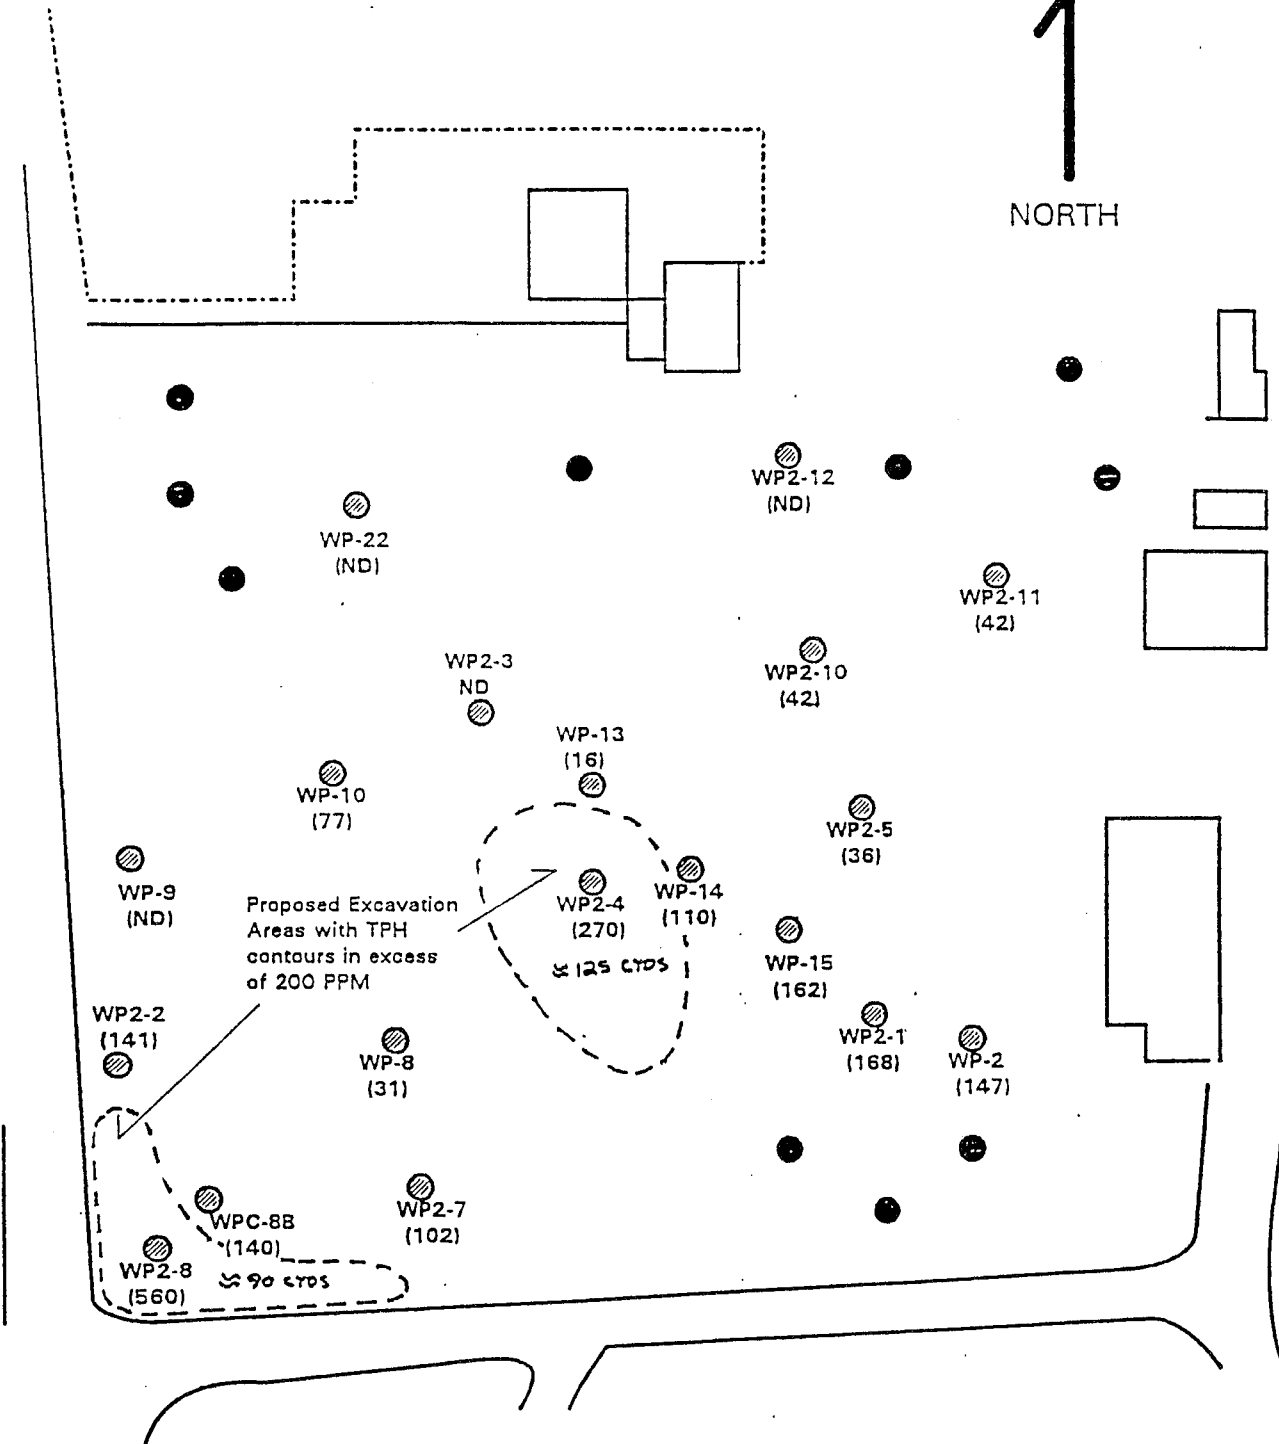 NORTH
WP2-12
(ND)
WP-22
(ND)
WP2-11
(42)
WP2-3
ND
WP2-10
(42)
WP-13
(16)
WP-10
(77)
WP2-5
(36)
WP-9
(ND)
Proposed Excavation
Areas with TPH
contours in excess
of 200 PPM
WP2-4
(270)
≈ 125 CYDS
WP-14
(110)
WP-15
(162)
WP2-2
(141)
WP-8
(31)
WP2-1
(168)
WP-2
(147)
WPC-8B
(140)
WP2-7
(102)
WP2-8
(560)
≈ 90 CYDS